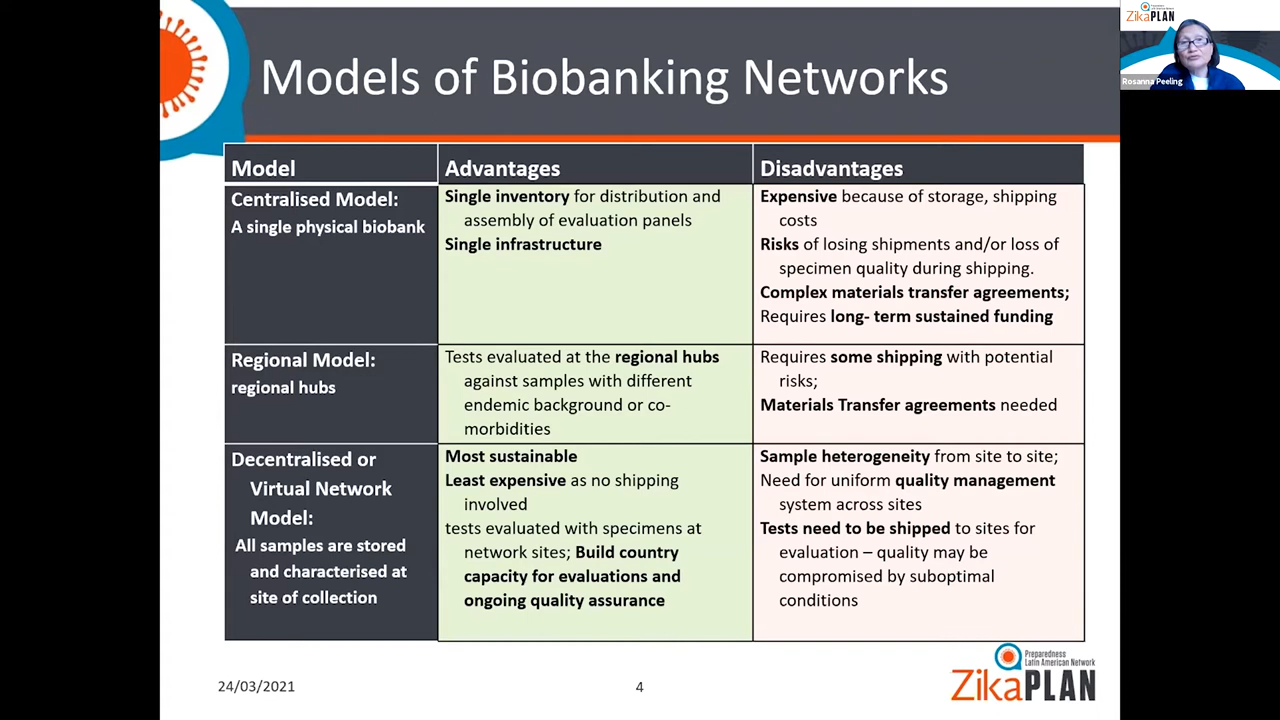 Models of Biobanking Networks
Model
Advantages
Disadvantages
Centralised Model:
A single physical biobank
Single inventory for distribution and
assembly of evaluation panels
Single infrastructure
Expensive because of storage, shipping
costs
Risks of losing shipments and/or loss of
specimen quality during shipping.
Complex materials transfer agreements;
Requires long- term sustained funding
Regional Model:
regional hubs
Tests evaluated at the regional hubs
against samples with different
endemic background or co-
morbidities
Requires some shipping with potential
risks;
Materials Transfer agreements needed
Decentralised or
Virtual Network
Model:
All samples are stored
and characterised at
site of collection
Most sustainable
Least expensive as no shipping
involved
tests evaluated with specimens at
network sites; Build country
capacity for evaluations and
ongoing quality assurance
Sample heterogeneity from site to site;
Need for uniform quality management
system across sites
Tests need to be shipped to sites for
evaluation – quality may be
compromised by suboptimal
conditions
24/03/2021
4
Preparedness
Latin American Network
ZikaPLAN
ZikaPLAN
Rosanna Peeling